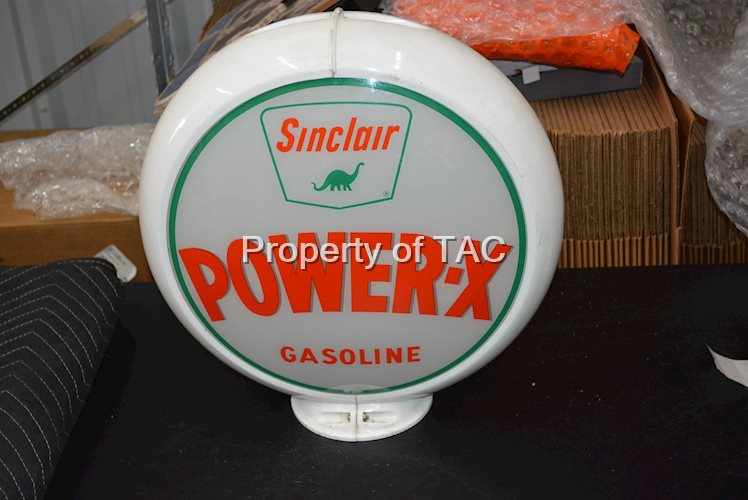 Sinclair
®
POWER-X
Property of TAC
GASOLINE